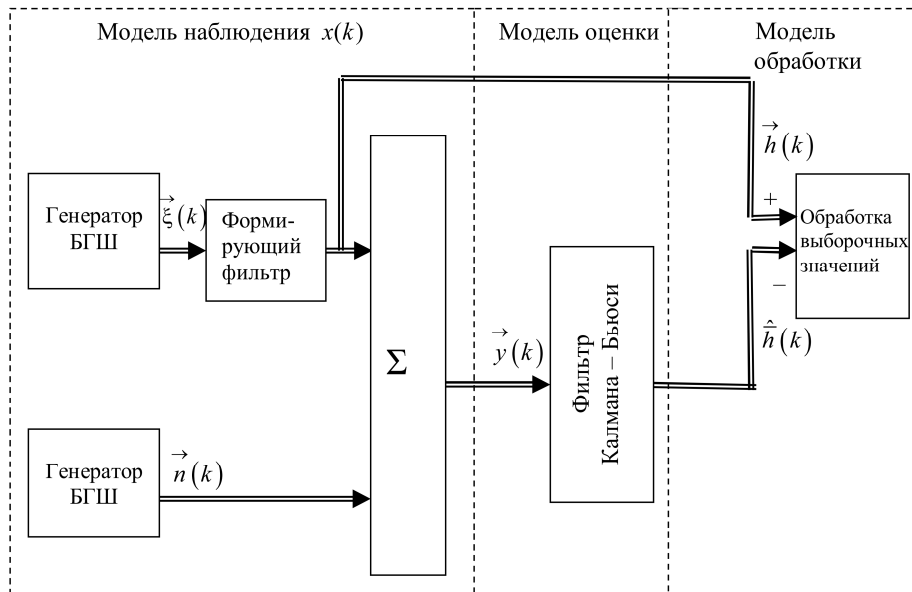 Модель наблюдения x(k)
Модель оценки
Модель
обработки
h(k)
+
Генератор
БГШ
ξ(k)
Форми-
рующий
фильтр
Обработка
выборочных
значений
–
ĥ(k)
Σ
y(k)
Фильтр
Калмана – Бьюси
Генератор
БГШ
n(k)